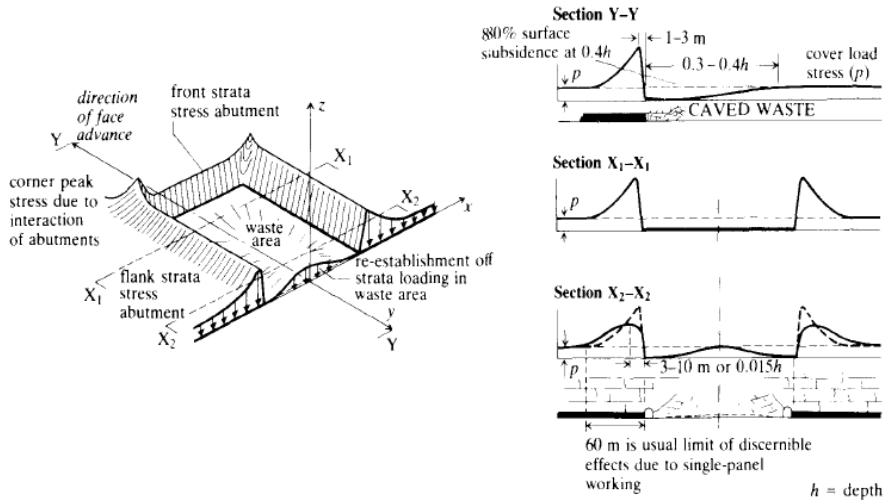 direction
of face
advance
Y
front strata
stress abutment
z
X1
X2
x
corner peak
stress due to
interaction
of abutments
waste
area
re-establishment off
strata loading in
waste area
X1
flank strata
stress
abutment
X2
y
Y
Section Y–Y
880% surface
subsidence at 0.4h
1–3 m
0.3–0.4h
cover load
stress (p)
p
CAVED WASTE
Section X1–X1
p
Section X2–X2
p
3–10 m or 0.015h
60 m is usual limit of discernible
effects due to single-panel
working
h = depth